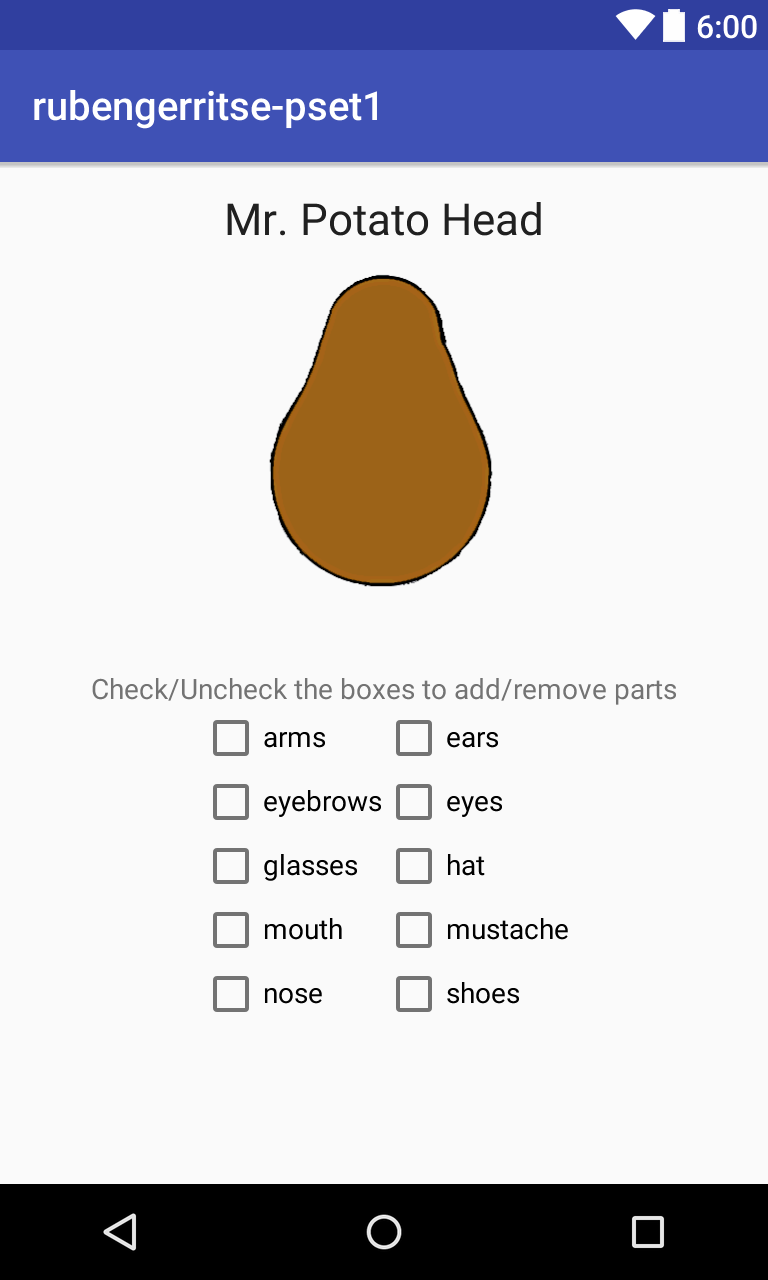 6:00
rubengerritse-pset1
Mr. Potato Head
Check/Uncheck the boxes to add/remove parts
arms ears
eyebrows eyes
glasses hat
mouth mustache
nose shoes